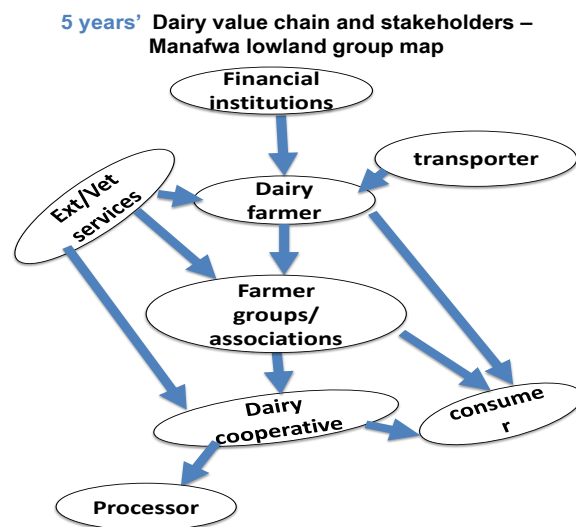 5 years’ Dairy value chain and stakeholders –
Manafwa lowland group map
Financial
institutions
transporter
Ext/Vet
services
Dairy
farmer
Farmer
groups/
associations
Dairy
cooperative
consume
r
Processor